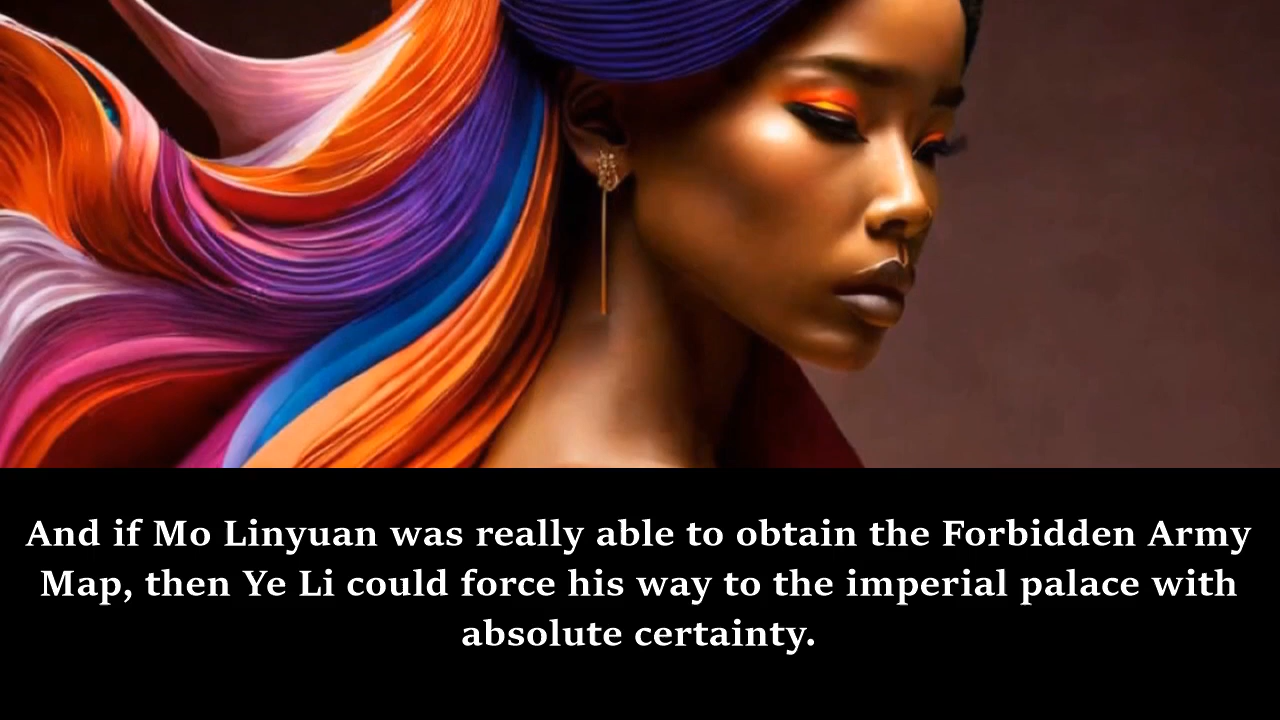 And if Mo Linyuan was really able to obtain the Forbidden Army
Map, then Ye Li could force his way to the imperial palace with
absolute certainty.